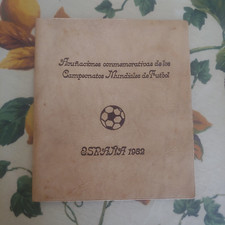 Acuñaciones conmemorativas de los
Campeonatos Mundiales de Futbol
ESPAÑA 1982